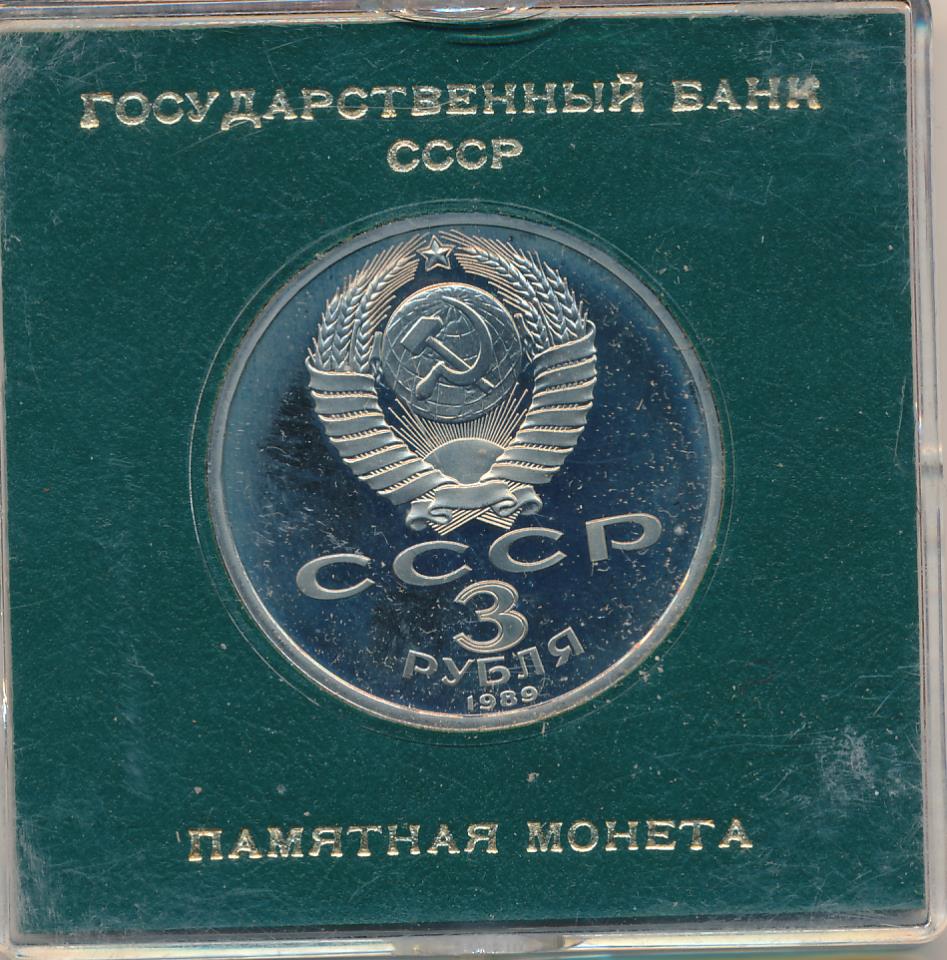 ГОСУДАРСТВЕННЫЙ БАНК
СССР
СССР
3
РУБЛЯ
1989
ПАМЯТНАЯ МОНЕТА